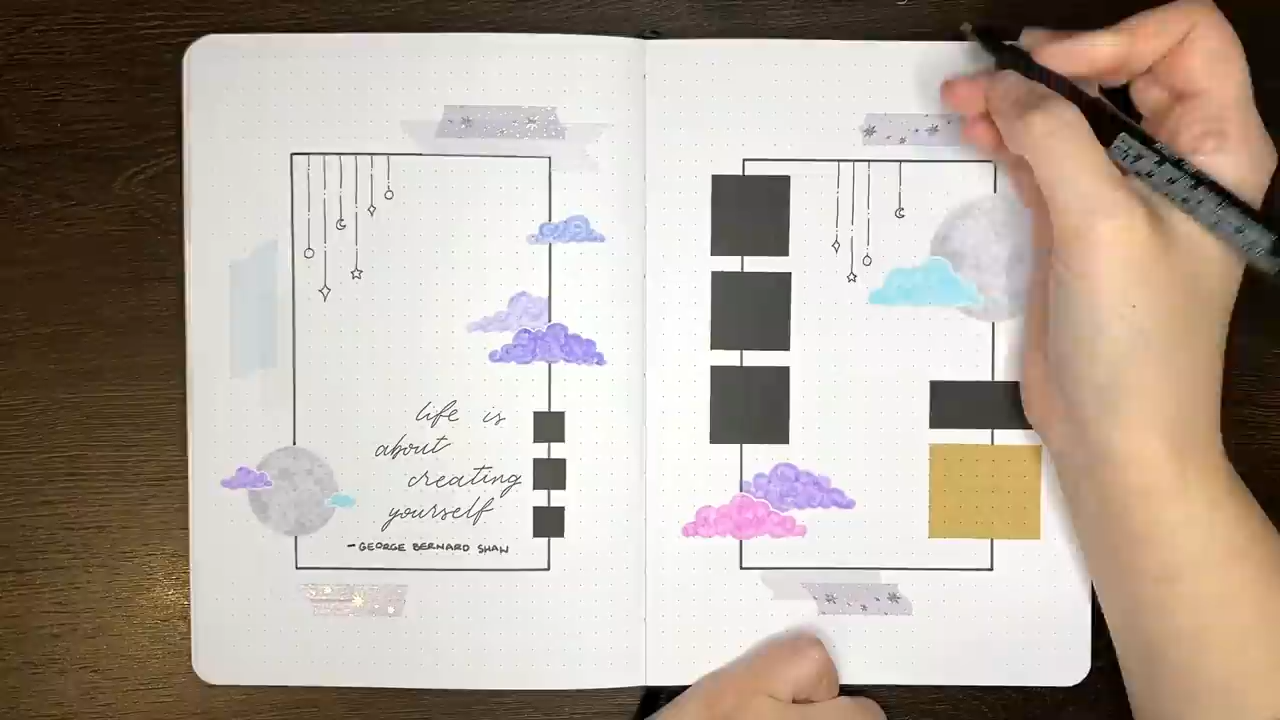 life is
about
creating
yourself
- GEORGE BERNARD SHAW